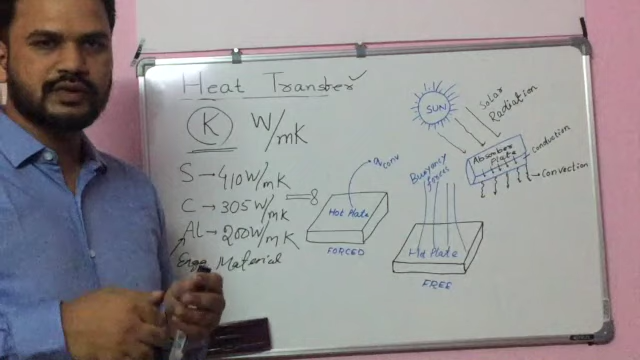 Heat Transfer
K W/mk
S → 410 W/mk
C → 305 W/mk
Al → 200 W/mk
Material
Conv
Hot Plate
FORCED
Buoyancy
forces
Hot Plate
FREE
SUN
Solar
Radiation
Absorber
Plate
conduction
→ Convection